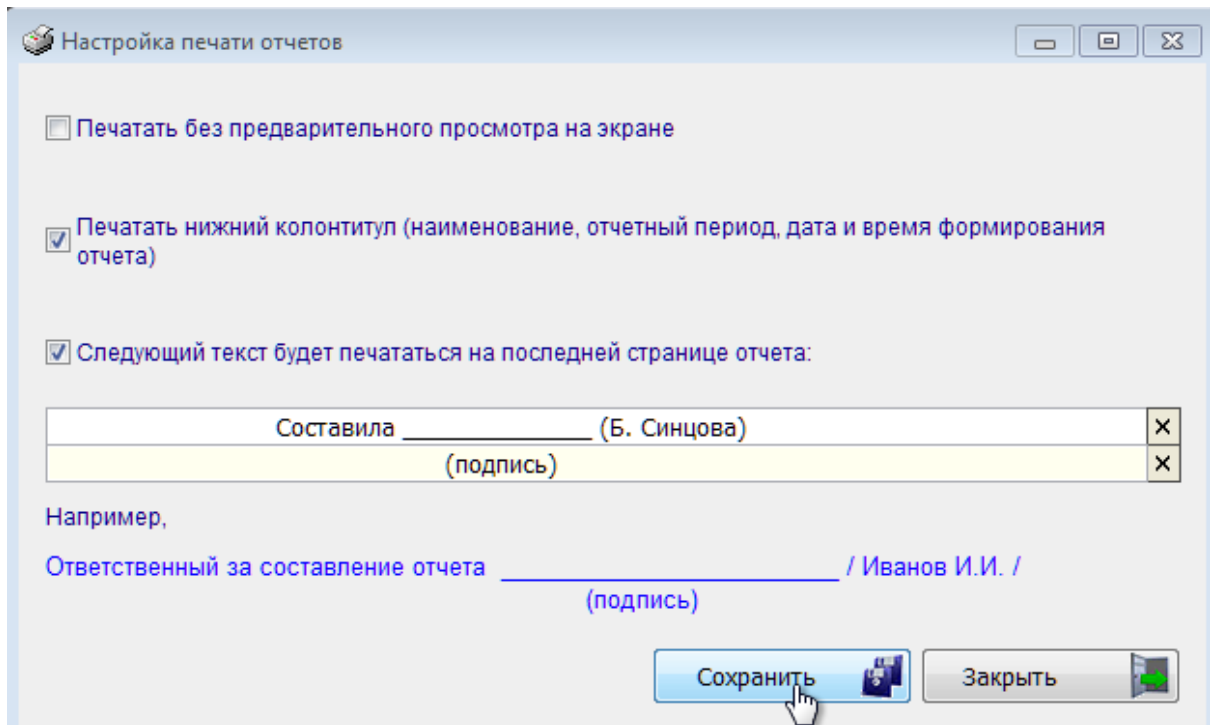 Настройка печати отчетов
Печатать без предварительного просмотра на экране
Печатать нижний колонтитул (наименование, отчетный период, дата и время формирования
отчета)
Следующий текст будет печататься на последней странице отчета:
Составила ______________ (Б. Синцова)
(подпись)
Например,
Ответственный за составление отчета ______________________ / Иванов И.И. /
(подпись)
Сохранить
Закрыть